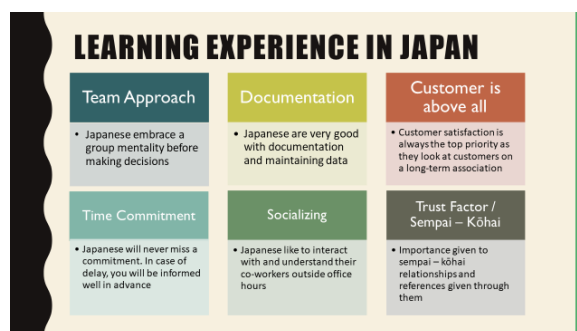 LEARNING EXPERIENCE IN JAPAN
Team Approach
• Japanese embrace a
group mentality before
making decisions
Documentation
• Japanese are very good
with documentation
and maintaining data
Customer is
above all
• Customer satisfaction is
always the top priority as
they look at customers on
a long-term association
Time Commitment
• Japanese will never miss a
commitment. In case of
delay, you will be informed
well in advance
Socializing
• Japanese like to interact
with and understand their
co-workers outside office
hours
Trust Factor /
Sempai – Kōhai
• Importance given to
sempai – kōhai
relationships and
references given through
them